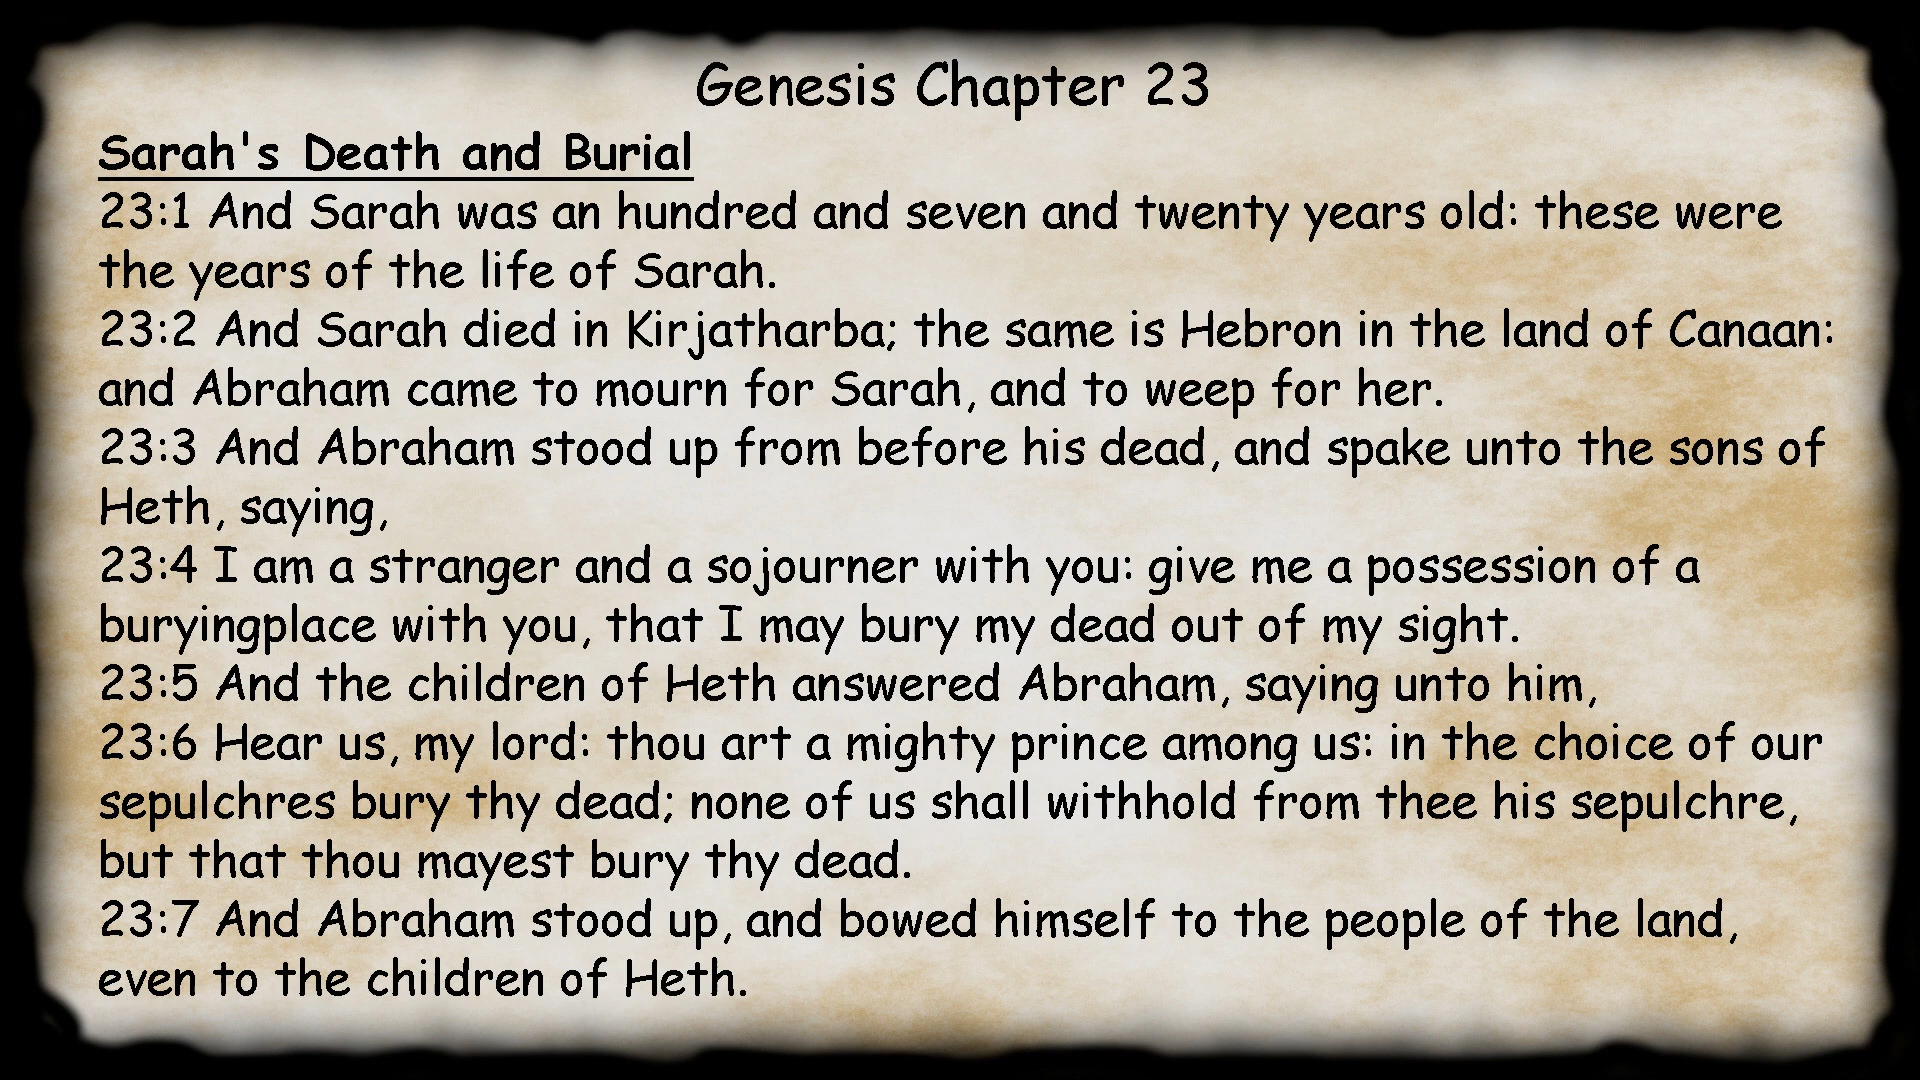 Genesis Chapter 23
Sarah's Death and Burial
23:1 And Sarah was an hundred and seven and twenty years old: these were
the years of the life of Sarah.
23:2 And Sarah died in Kirjatharba; the same is Hebron in the land of Canaan:
and Abraham came to mourn for Sarah, and to weep for her.
23:3 And Abraham stood up from before his dead, and spake unto the sons of
Heth, saying,
23:4 I am a stranger and a sojourner with you: give me a possession of a
buryingplace with you, that I may bury my dead out of my sight.
23:5 And the children of Heth answered Abraham, saying unto him,
23:6 Hear us, my lord: thou art a mighty prince among us: in the choice of our
sepulchres bury thy dead; none of us shall withhold from thee his sepulchre,
but that thou mayest bury thy dead.
23:7 And Abraham stood up, and bowed himself to the people of the land,
even to the children of Heth.